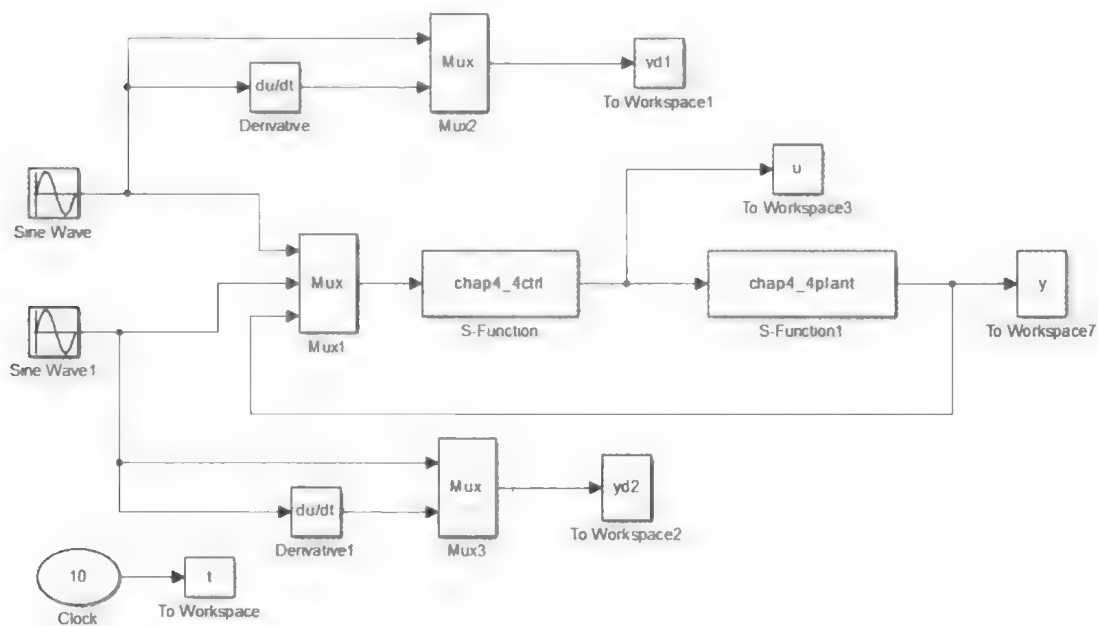 Mux
yd1
To Workspace1
du/dt
Derivative
Mux2
u
To Workspace3
Sine Wave
Mux
chap4_4ctrl
chap4_4plant
y
S-Function
S-Function1
To Workspace7
Mux1
Sine Wave1
Mux
yd2
du/dt
To Workspace2
Derivative1
Mux3
10
t
To Workspace
Clock